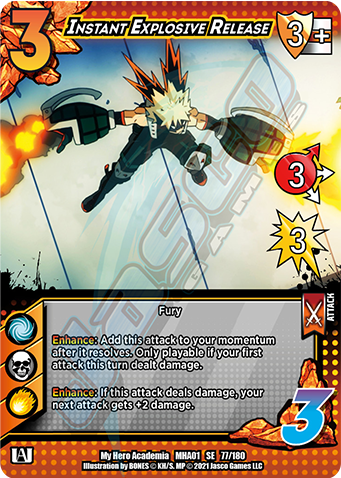 3
INSTANT EXPLOSIVE RELEASE
3 +
3
3
JASCO
GAMES
ATTACK
Fury
Enhance: Add this attack to your momentum
after it resolves. Only playable if your first
attack this turn dealt damage.
Enhance: If this attack deals damage, your
next attack gets +2 damage.
3
A
My Hero Academia MHA01 SE 77/180
Illustration by BONES © KH/S. MP © 2021 Jasco Games LLC